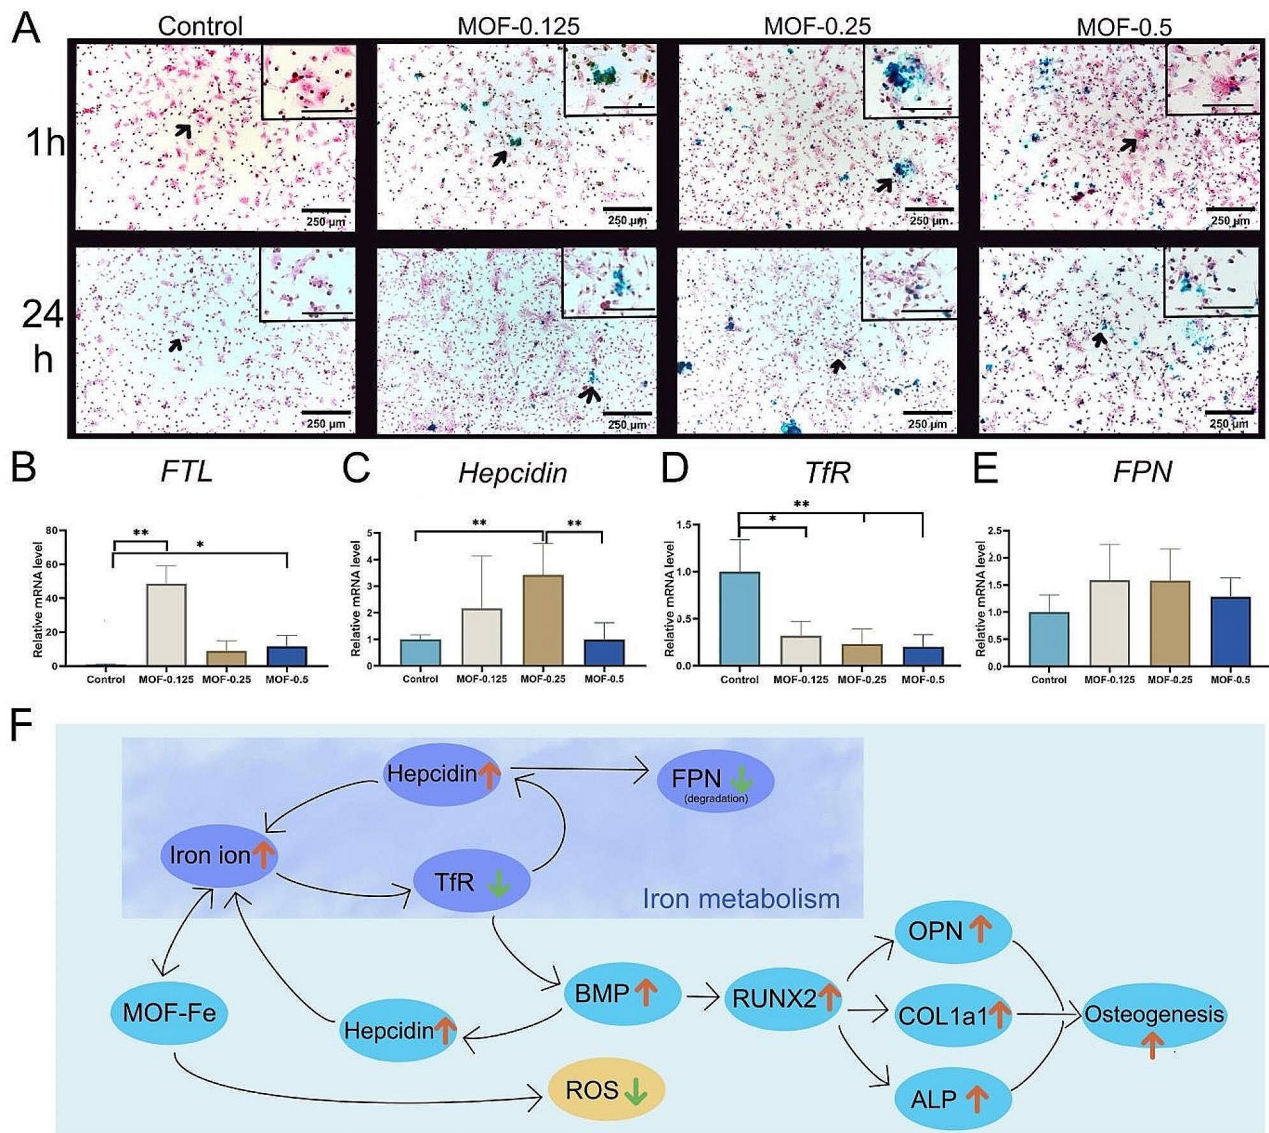 A
Control
MOF-0.125
MOF-0.25
MOF-0.5
1h
250 μm
250 μm
250 μm
250 μm
24
h
250 μm
250 μm
250 μm
250 μm
B
FTL
C
Hepcidin
D
TfR
E
FPN
Relative mRNA level
80
60
40
20
0
**
*
Control
MOF-0.125
MOF-0.25
MOF-0.5
Relative mRNA level
5
4
3
2
1
0
**
**
Control
MOF-0.125
MOF-0.25
MOF-0.5
Relative mRNA level
1.5
1.0
0.5
0.0
**
*
Control
MOF-0.125
MOF-0.25
MOF-0.5
Relative mRNA level
2.5
2.0
1.5
1.0
0.5
0.0
Control
MOF-0.125
MOF-0.25
MOF-0.5
F
Hepcidin
FPN
(degradation)
Iron ion
TfR
Iron metabolism
OPN
BMP
RUNX2
MOF-Fe
Hepcidin
COL1a1
Osteogenesis
ROS
ALP